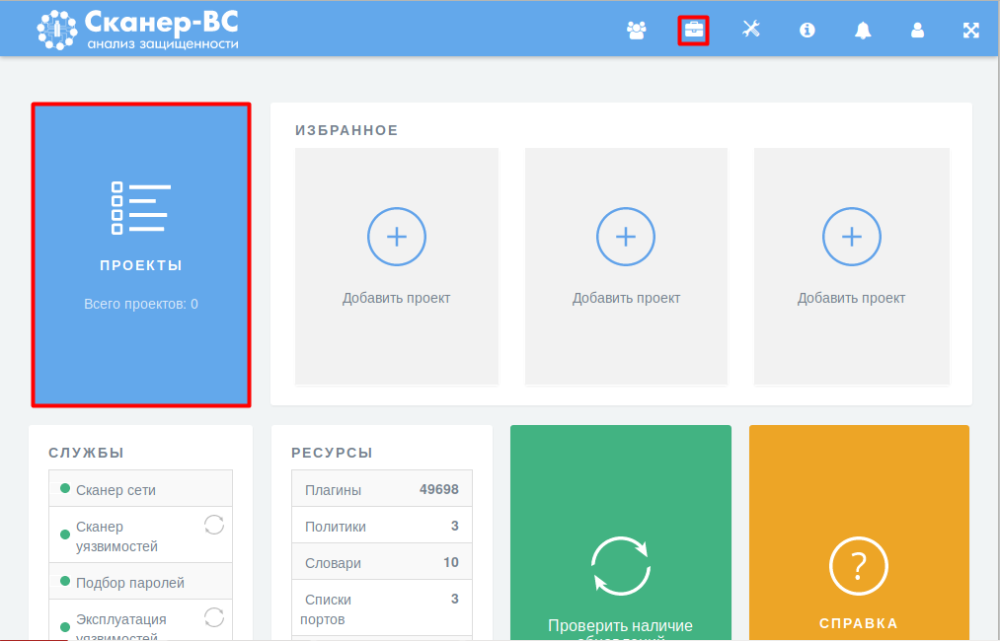 Сканер-ВС
анализ защищенности
ПРОЕКТЫ
Всего проектов: 0
ИЗБРАННОЕ
Добавить проект
Добавить проект
Добавить проект
СЛУЖБЫ
Сканер сети
Сканер
уязвимостей
Подбор паролей
Эксплуатация
уязвимостей
РЕСУРСЫ
Плагины 49698
Политики 3
Словари 10
Списки 3
портов
Проверить наличие
обновлений
?
СПРАВКА